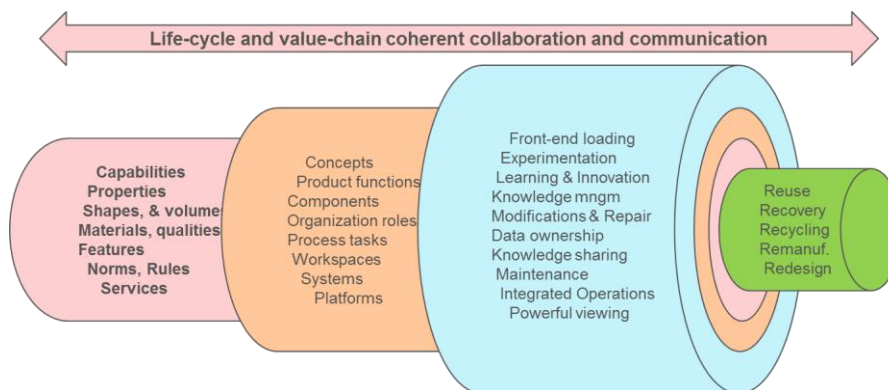 Life-cycle and value-chain coherent collaboration and communication
Capabilities
Properties
Shapes, & volumes
Materials, qualities
Features
Norms, Rules
Services
Concepts
Product functions
Components
Organization roles
Process tasks
Workspaces
Systems
Platforms
Front-end loading
Experimentation
Learning & Innovation
Knowledge mngm
Modifications & Repair
Data ownership
Knowledge sharing
Maintenance
Integrated Operations
Powerful viewing
Reuse
Recovery
Recycling
Remanuf.
Redesign